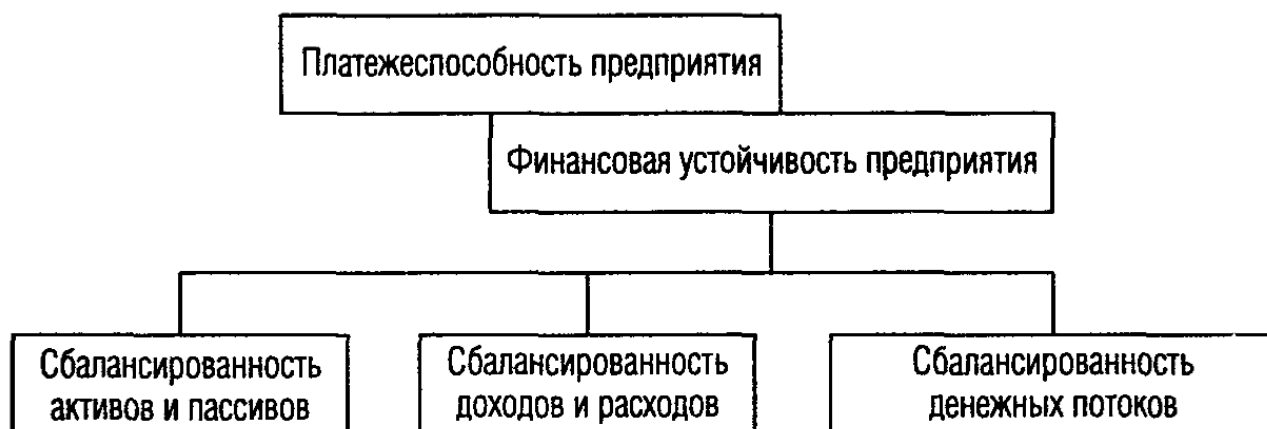 Платежеспособность предприятия
Финансовая устойчивость предприятия
Сбалансированность
активов и пассивов
Сбалансированность
доходов и расходов
Сбалансированность
денежных потоков